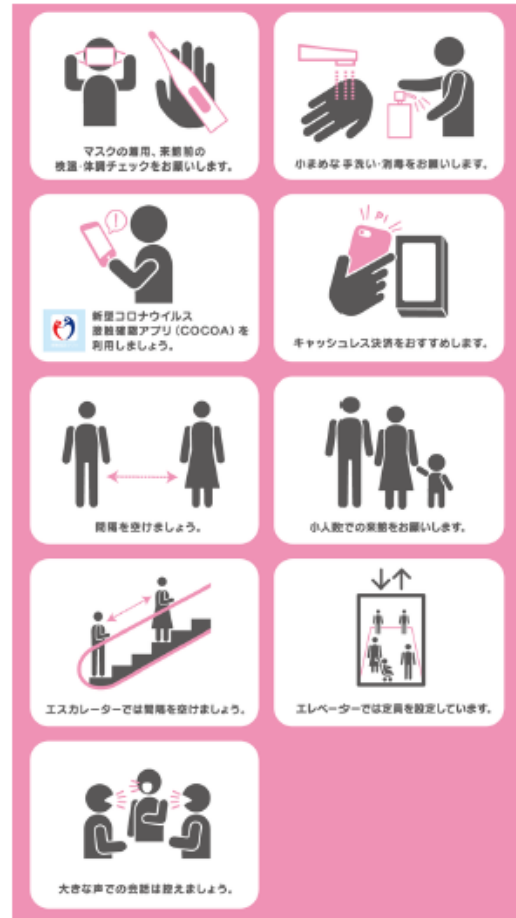 マスクの着用、来館前の
検温・体調チェックをお願いします。
小まめな手洗い・消毒をお願いします。
新型コロナウイルス
接触確認アプリ（COCOA）を
利用しましょう。
PI
キャッシュレス決済をおすすめします。
間隔を空けましょう。
小人数での来館をお願いします。
エスカレーターでは間隔を空けましょう。
エレベーターでは定員を設定しています。
大きな声での会話は控えましょう。